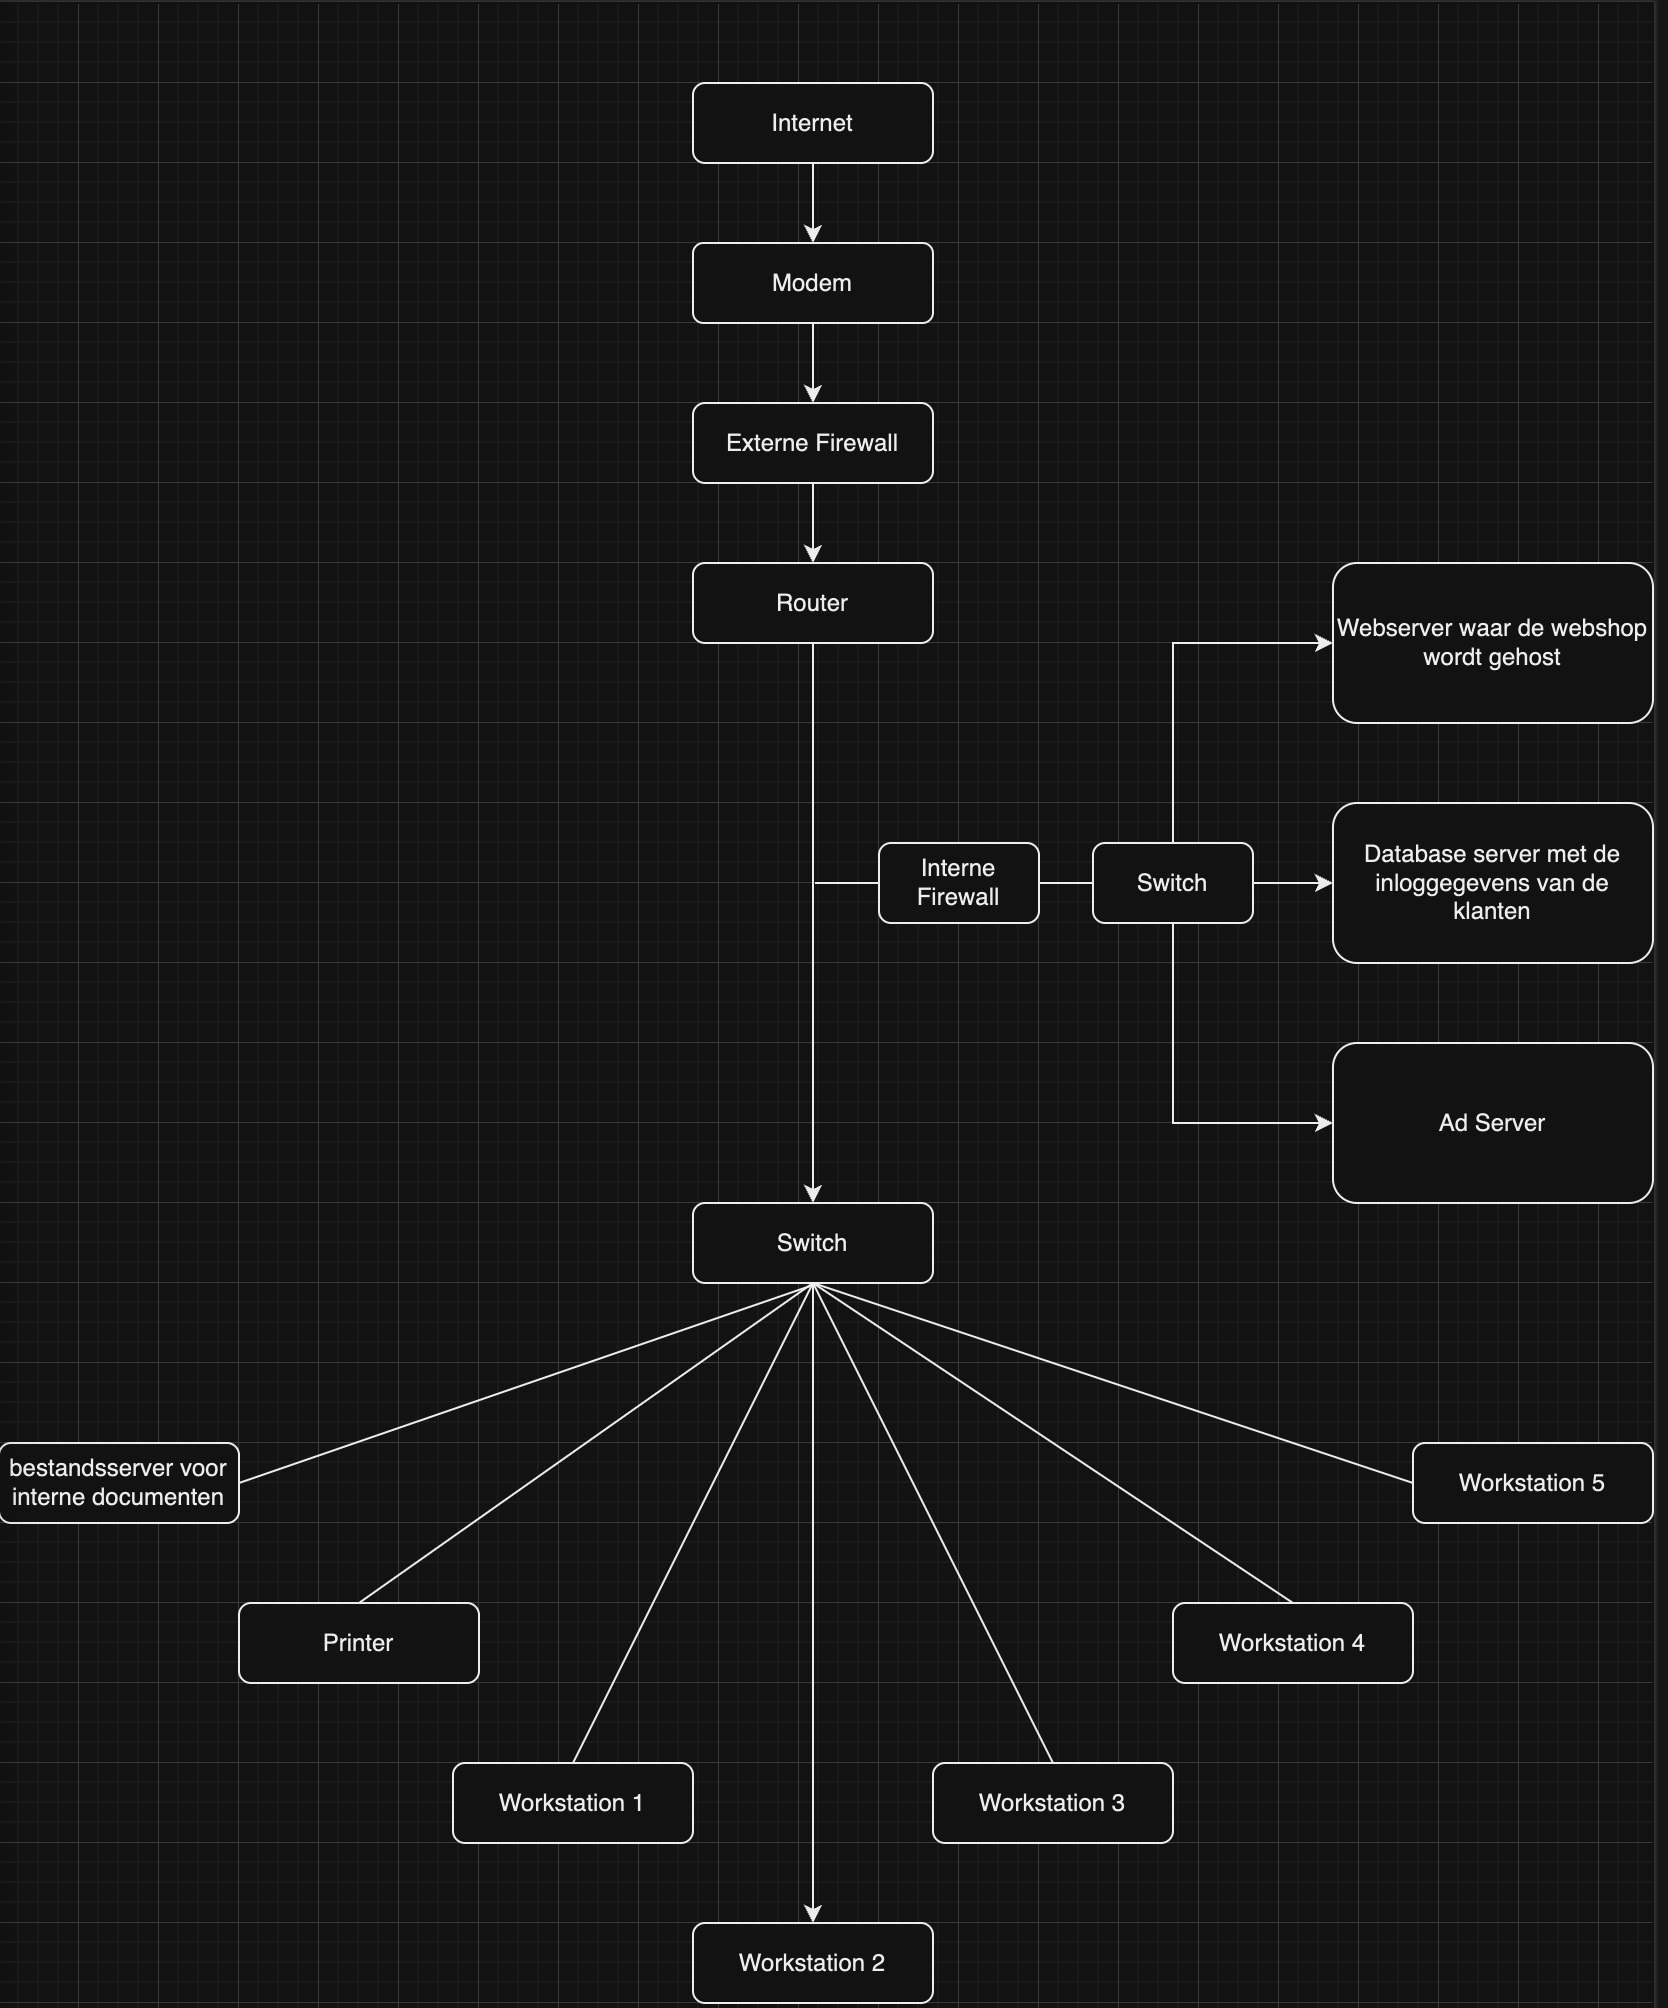 Internet
Modem
Externe Firewall
Router
Webserver waar de webshop
wordt gehost
Interne
Firewall
Switch
Database server met de
inloggegevens van de
klanten
Ad Server
Switch
bestandsserver voor
interne documenten
Workstation 5
Printer
Workstation 4
Workstation 1
Workstation 3
Workstation 2